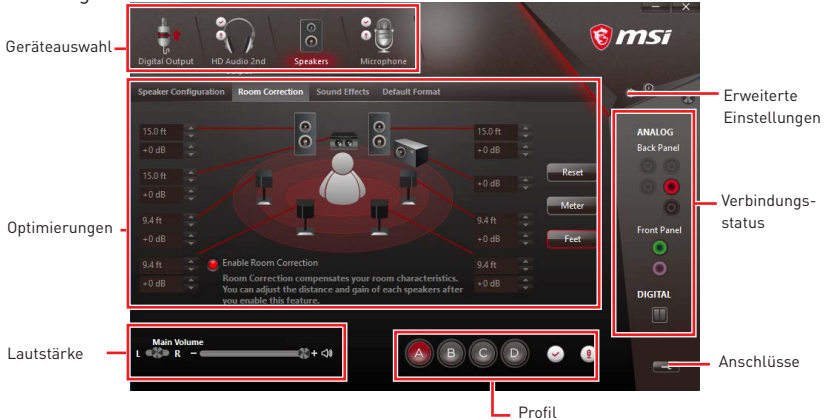 Geräteauswahl
Digital Output
HD Audio 2nd
Speakers
Microphone
msi
Speaker Configuration
Room Correction
Sound Effects
Default Format
Erweiterte
Einstellungen
15.0 ft
+0 dB
15.0 ft
+0 dB
9.4 ft
+0 dB
9.4 ft
+0 dB
15.0 ft
+0 dB
+0 dB
9.4 ft
+0 dB
9.4 ft
+0 dB
Reset
Meter
Feet
Optimierungen
Enable Room Correction
Room Correction compensates your room characteristics.
You can adjust the distance and gain of each speakers after
you enable this feature.
ANALOG
Back Panel
Front Panel
DIGITAL
Verbindungs-
status
Lautstärke
Main Volume
L R - +
A B C D
Anschlüsse
Profil